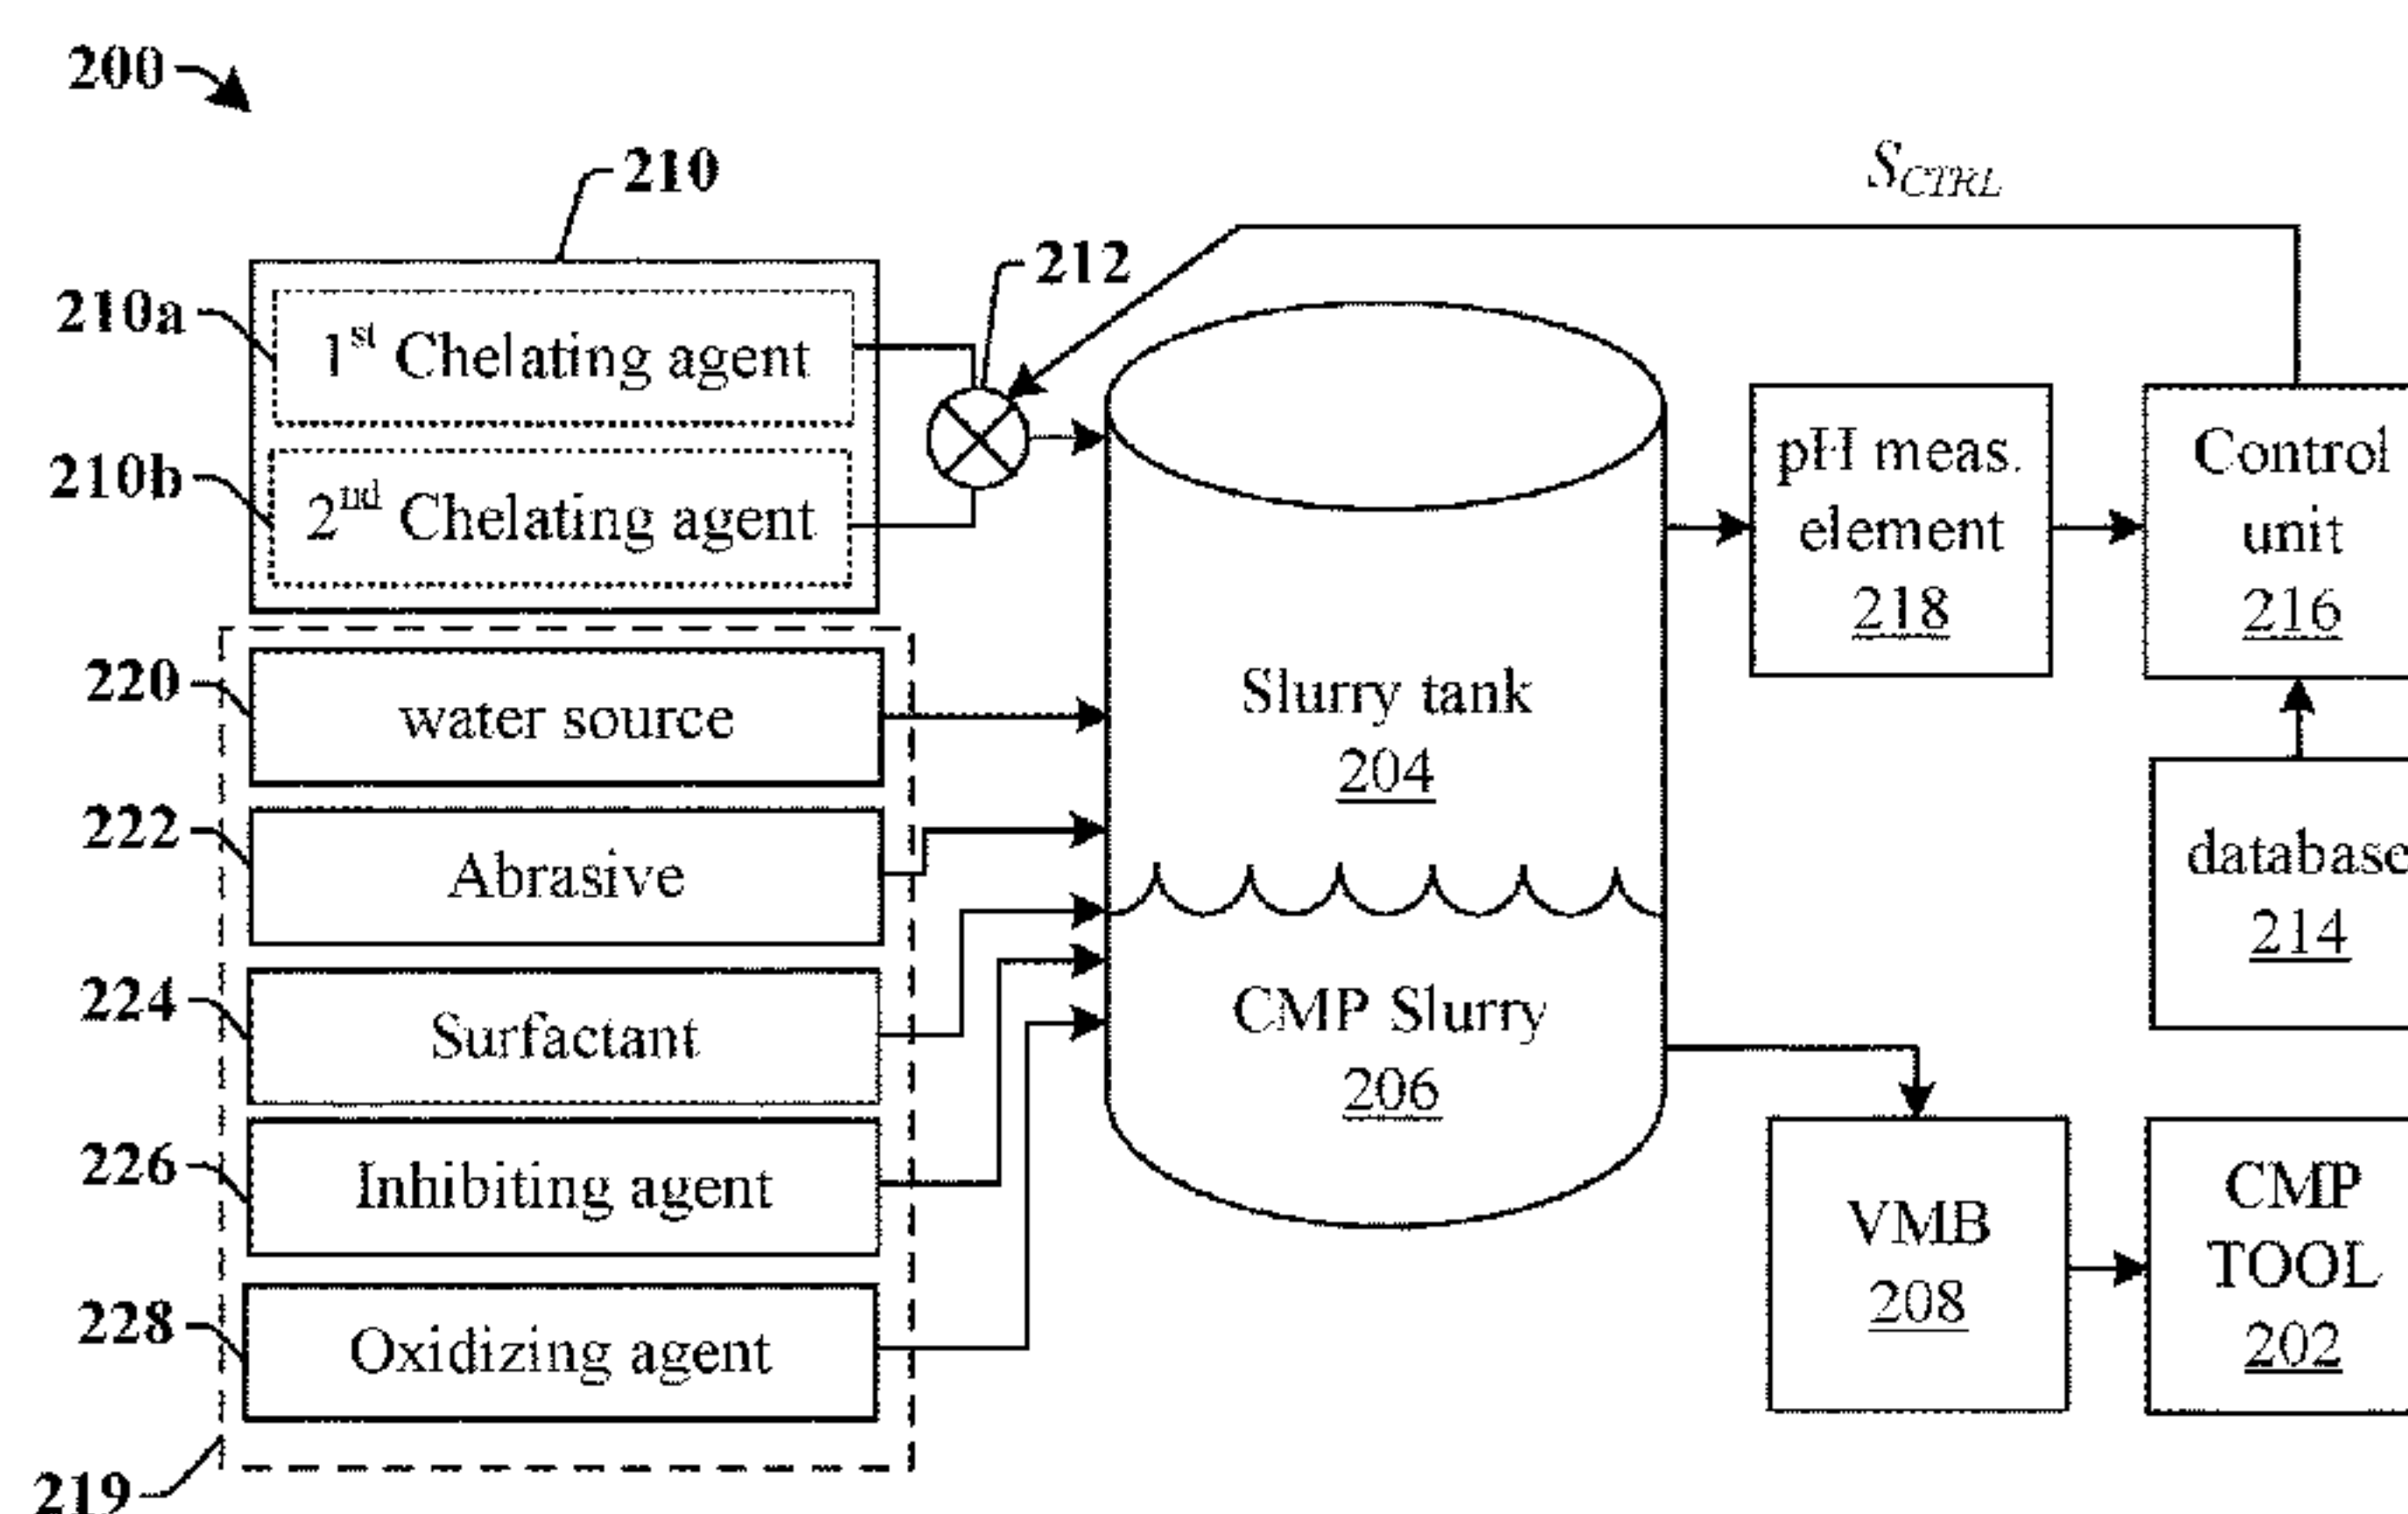 200
210
S_CTRL
212
210a
1st Chelating agent
210b
2nd Chelating agent
pH meas.
element
218
Control
unit
216
220
water source
Slurry tank
204
222
Abrasive
database
214
224
Surfactant
CMP Slurry
206
226
Inhibiting agent
VMB
208
CMP
TOOL
202
228
Oxidizing agent
219